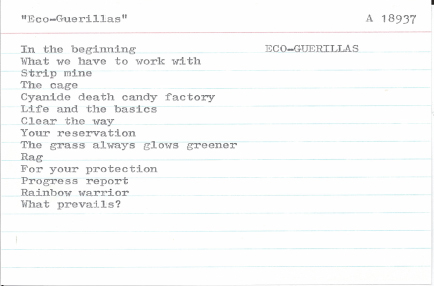 "Eco-Guerillas" A 18937
In the beginning ECO-GUERILLAS
What we have to work with
Strip mine
The cage
Cyanide death candy factory
Life and the basics
Clear the way
Your reservation
The grass always glows greener
Rag
For your protection
Progress report
Rainbow warrior
What prevails?